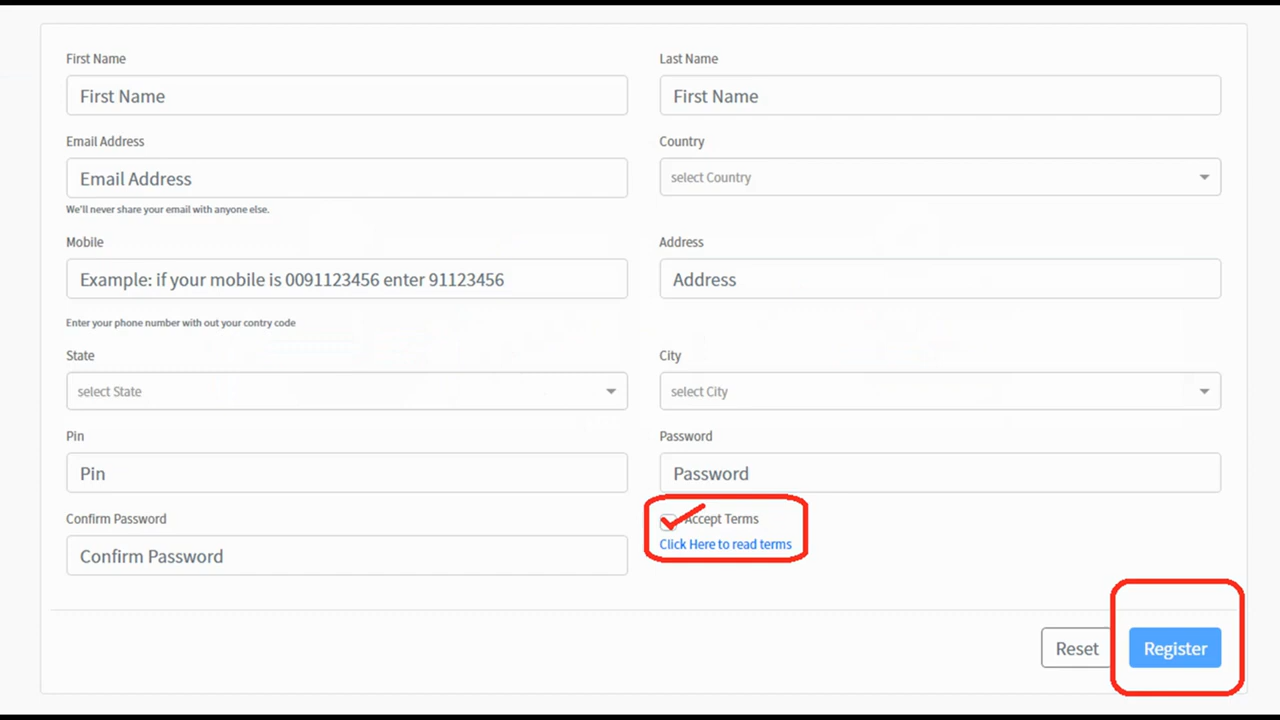 First Name
Last Name
First Name
First Name
Email Address
Country
Email Address
select Country
We'll never share your email with anyone else.
Mobile
Address
Example: if your mobile is 0091123456 enter 91123456
Address
Enter your phone number with out your contry code
State
City
select State
select City
Pin
Password
Pin
Password
Confirm Password
Accept Terms
Click Here to read terms
Confirm Password
Reset
Register